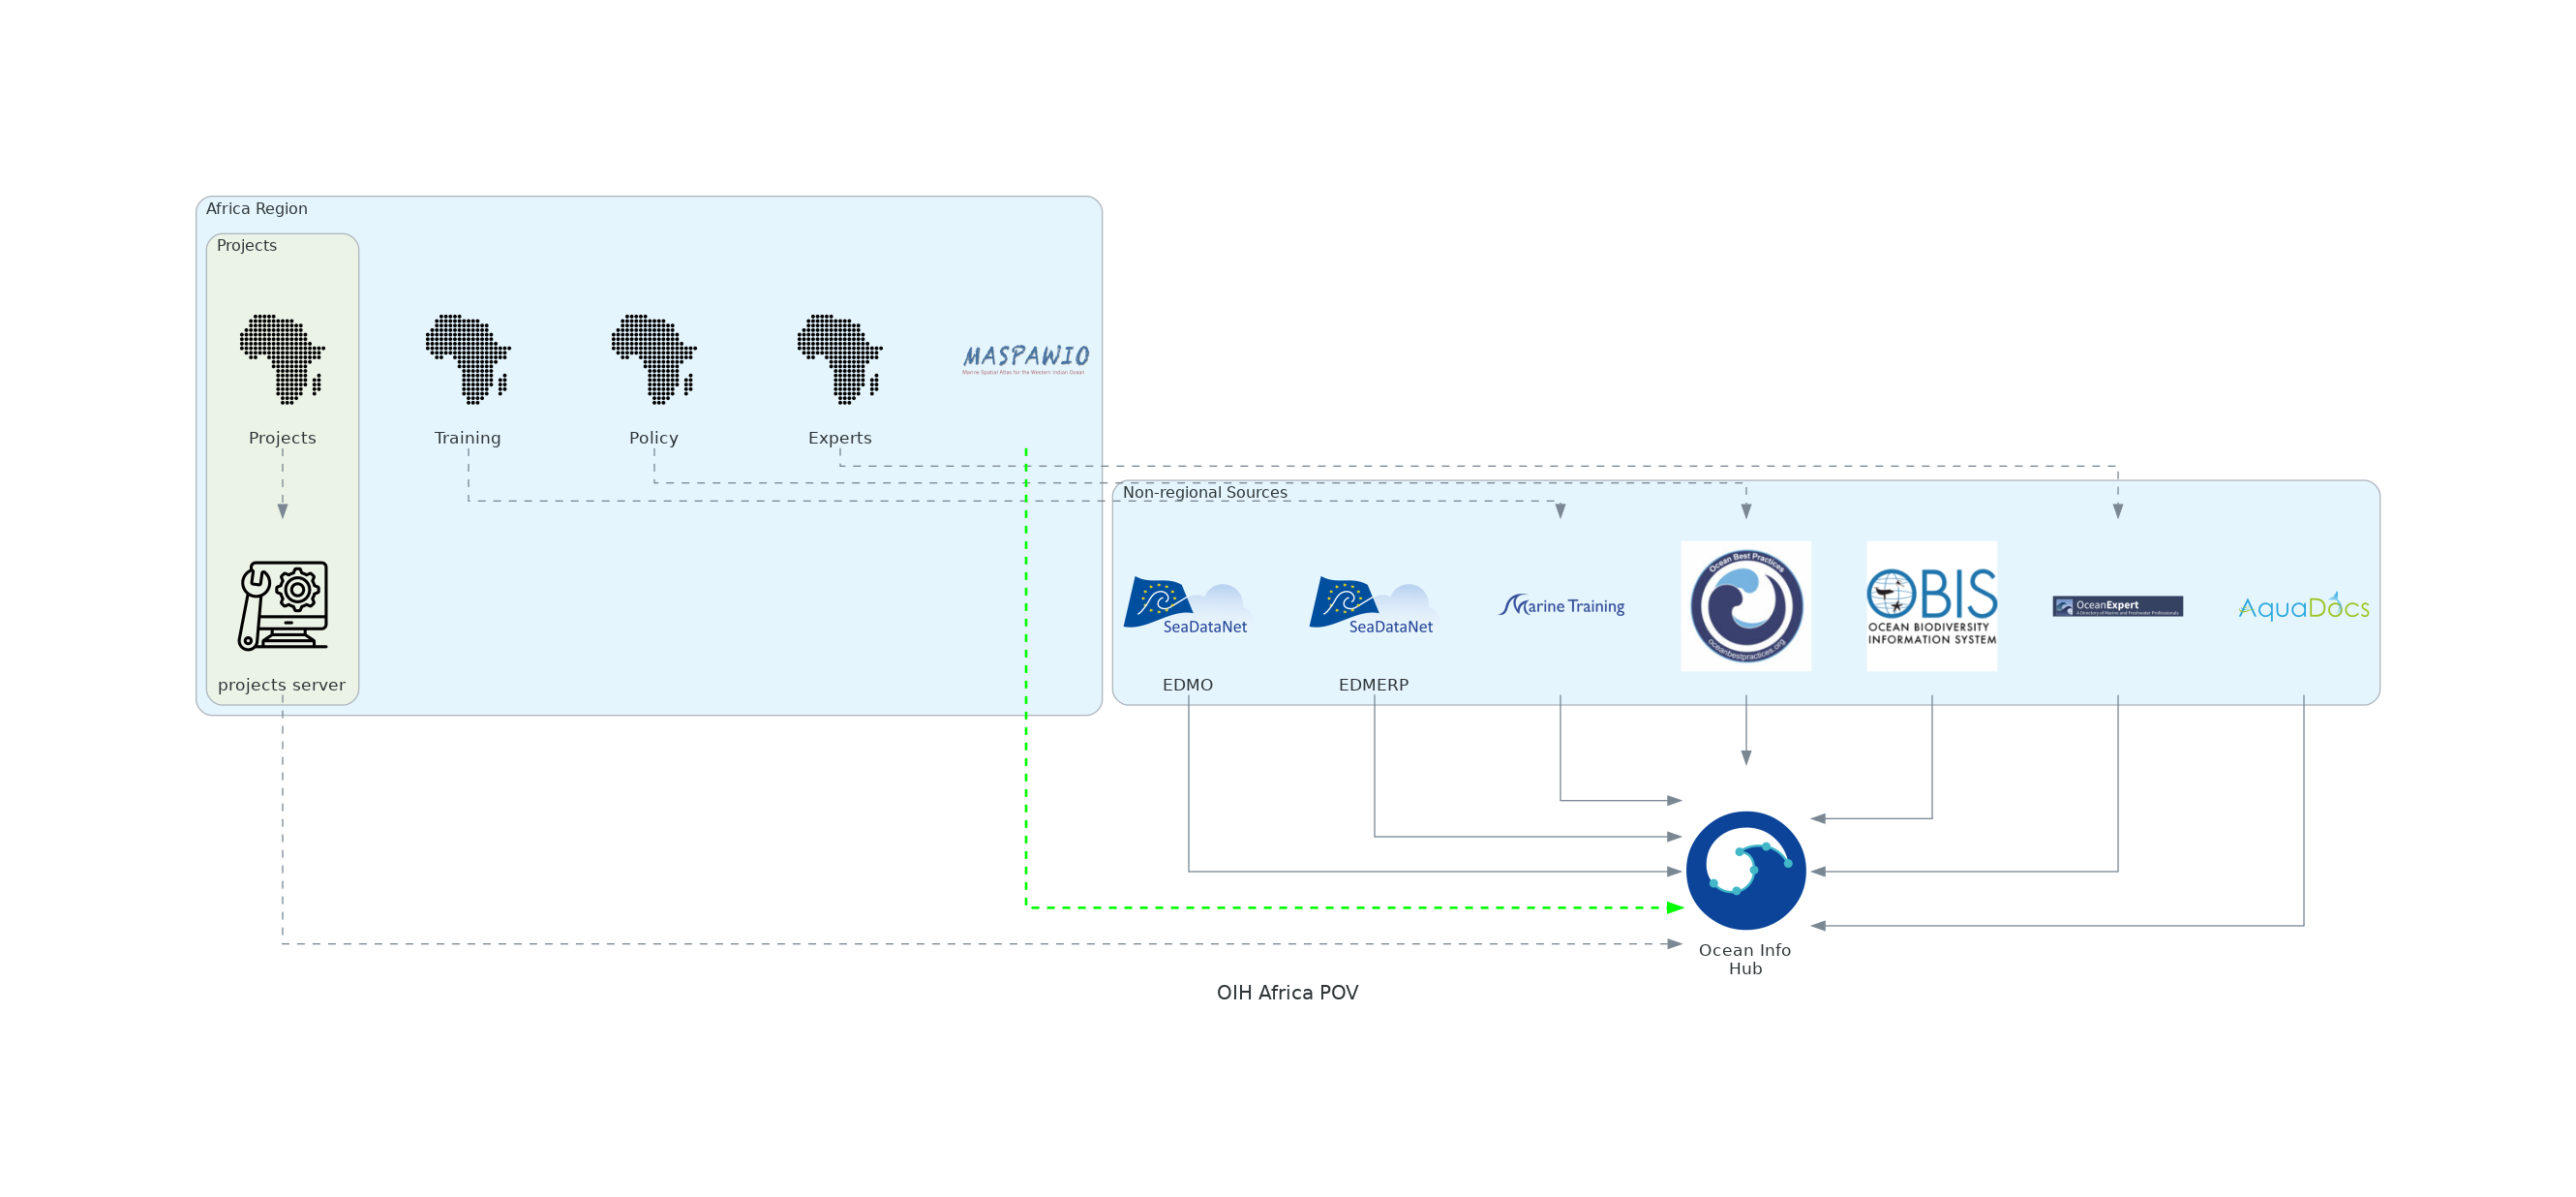 Africa Region
Projects
Projects
Training
Policy
Experts
MASPAWIO
Marine Spatial Atlas for the Western Indian Ocean
Non-regional Sources
projects server
SeaDataNet
EDMO
SeaDataNet
EDMERP
Marine Training
Ocean Best Practices
oceanbestpractices.org
OBIS
OCEAN BIODIVERSITY
INFORMATION SYSTEM
OceanExpert
A Directory of Marine and Freshwater Professionals
AquaDocs
Ocean Info
Hub
OIH Africa POV